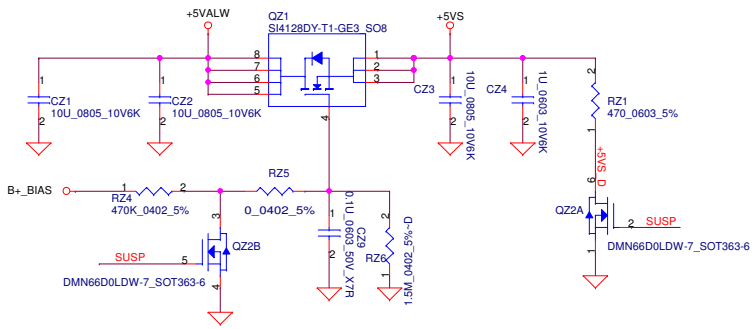 +5VALW
QZ1
SI4128DY-T1-GE3_SO8
+5VS
8
7
6
5
1
2
3
4
1
2
CZ1
10U_0805_10V6K
1
2
CZ2
10U_0805_10V6K
1
2
CZ3
10U_0805_10V6K
1
2
CZ4
1U_0603_10V6K
2
1
RZ1
470_0603_5%
+5VS_D
B+_BIAS
1
2
RZ4
470K_0402_5%
RZ5
0_0402_5%
3
SUSP
5
QZ2B
4
DMN66D0LDW-7_SOT363-6
1
2
0.1U_0603_50V_X7R
CZ9
2
1
RZ6
1.5M_0402_5%~D
6
QZ2A
2
SUSP
1
DMN66D0LDW-7_SOT363-6